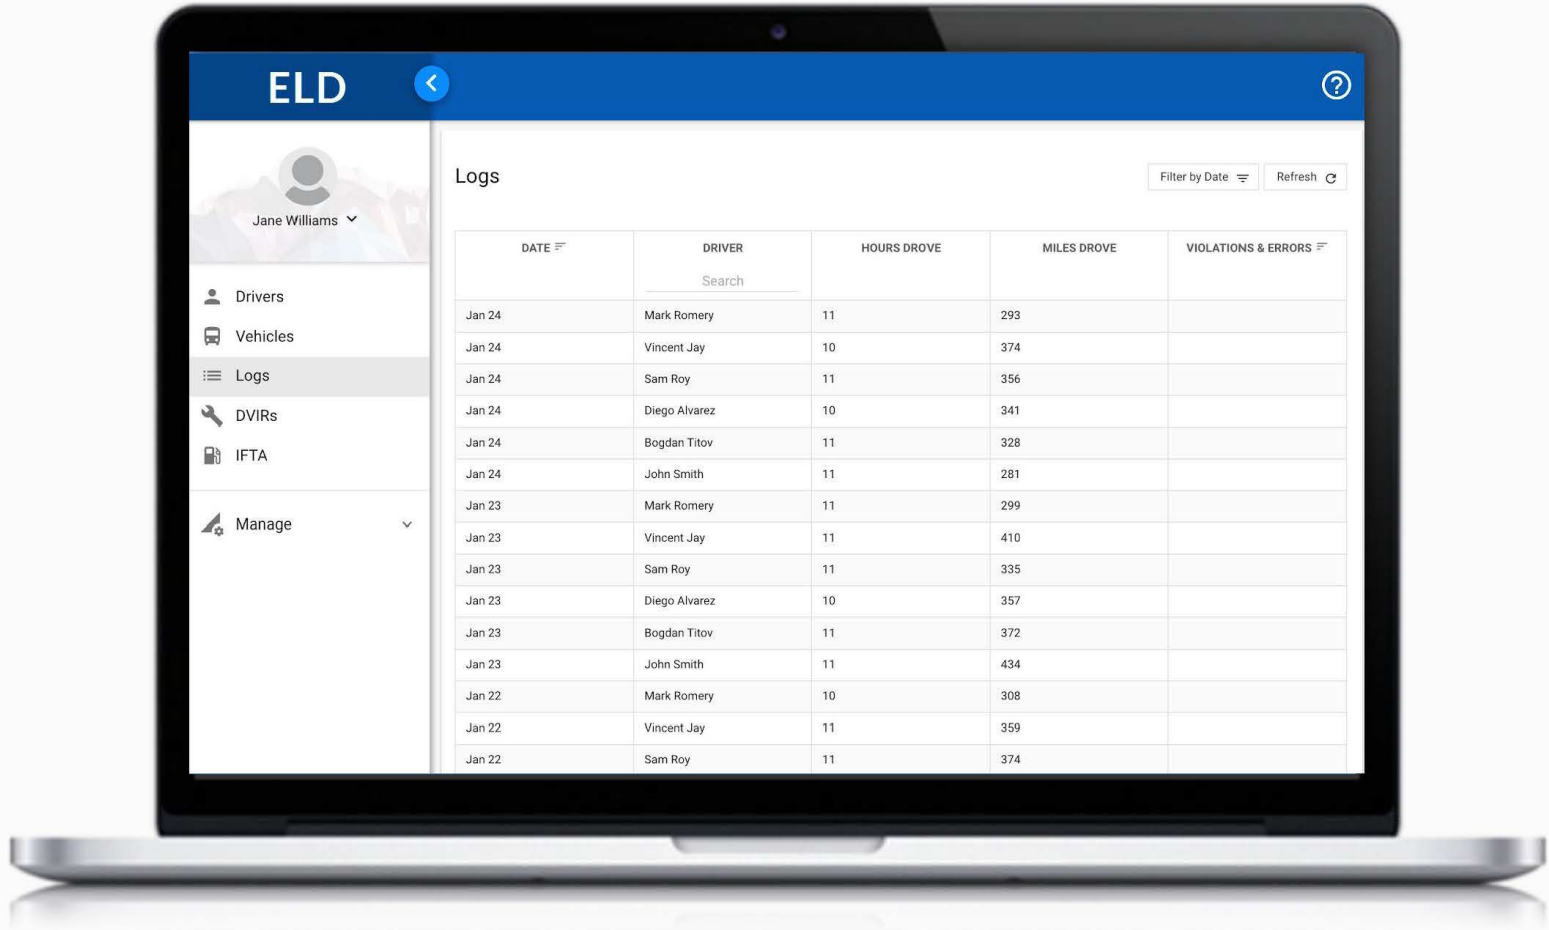 ELD
Jane Williams
Drivers
Vehicles
Logs
DVIRs
IFTA
Manage
Logs
Filter by Date
Refresh
DATE DRIVER HOURS DROVE MILES DROVE VIOLATIONS & ERRORS
Search
Jan 24 Mark Romery 11 293
Jan 24 Vincent Jay 10 374
Jan 24 Sam Roy 11 356
Jan 24 Diego Alvarez 10 341
Jan 24 Bogdan Titov 11 328
Jan 24 John Smith 11 281
Jan 23 Mark Romery 11 299
Jan 23 Vincent Jay 11 410
Jan 23 Sam Roy 11 335
Jan 23 Diego Alvarez 10 357
Jan 23 Bogdan Titov 11 372
Jan 23 John Smith 11 434
Jan 22 Mark Romery 10 308
Jan 22 Vincent Jay 11 359
Jan 22 Sam Roy 11 374